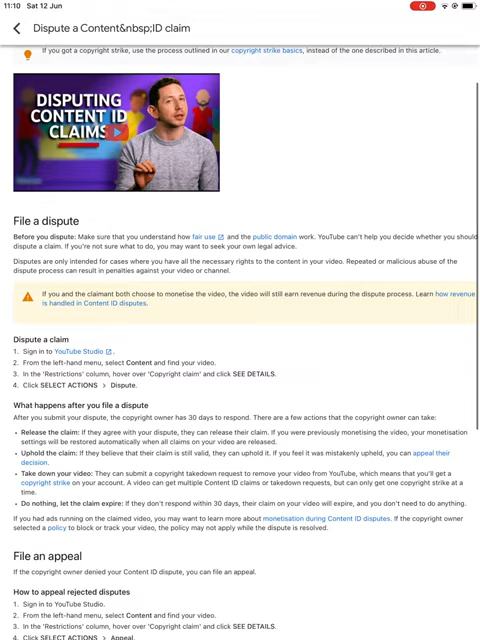 11:10 Sat 12 Jun
Dispute a Content&nbsp;ID claim
If you got a copyright strike, use the process outlined in our copyright strike basics, instead of the one described in this article.
DISPUTING
CONTENT ID
CLAIMS
File a dispute
Before you dispute: Make sure that you understand how fair use and the public domain work. YouTube can't help you decide whether you should
dispute a claim. If you're not sure what to do, you may want to seek your own legal advice.
Disputes are only intended for cases where you have all the necessary rights to the content in your video. Repeated or malicious abuse of the
dispute process can result in penalties against your video or channel.
If you and the claimant both choose to monetise the video, the video will still earn revenue during the dispute process. Learn how revenue
is handled in Content ID disputes.
Dispute a claim
1. Sign in to YouTube Studio .
2. From the left-hand menu, select Content and find your video.
3. In the 'Restrictions' column, hover over 'Copyright claim' and click SEE DETAILS.
4. Click SELECT ACTIONS > Dispute.
What happens after you file a dispute
After you submit your dispute, the copyright owner has 30 days to respond. There are a few actions that the copyright owner can take:
• Release the claim: If they agree with your dispute, they can release their claim. If you were previously monetising the video, your monetisation
settings will be restored automatically when all claims on your video are released.
• Uphold the claim: If they believe that their claim is still valid, they can uphold it. If you feel it was mistakenly upheld, you can appeal their
decision.
• Take down your video: They can submit a copyright takedown request to remove your video from YouTube, which means that you'll get a
copyright strike on your account. A video can get multiple Content ID claims or takedown requests, but can only get one copyright strike at a
time.
• Do nothing, let the claim expire: If they don't respond within 30 days, their claim on your video will expire, and you don't need to do anything.
If you had ads running on the claimed video, you may want to learn more about monetisation during Content ID disputes. If the copyright owner
selected a policy to block or track your video, the policy may not apply while the dispute is resolved.
File an appeal
If the copyright owner denied your Content ID dispute, you can file an appeal.
How to appeal rejected disputes
1. Sign in to YouTube Studio.
2. From the left-hand menu, select Content and find your video.
3. In the 'Restrictions' column, hover over 'Copyright claim' and click SEE DETAILS.
4. Click SELECT ACTIONS > Appeal.